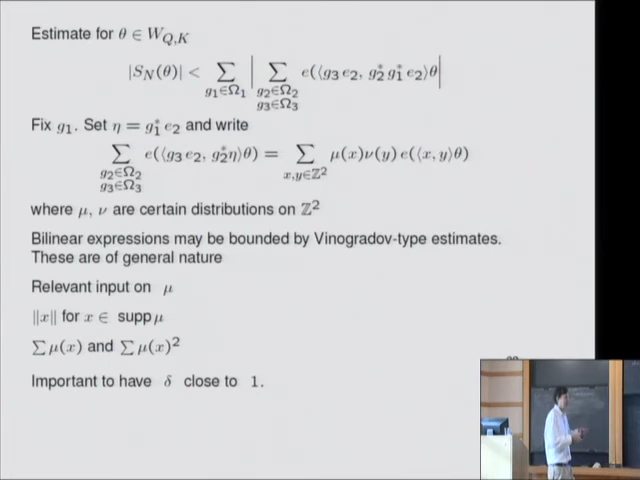 Estimate for θ ∈ W_{Q,K}
|S_N(θ)| < ∑_{g_1∈Ω_1} | ∑_{g_2∈Ω_2 g_3∈Ω_3} e(⟨g_3 e_2, g_2^* g_1^* e_2⟩θ|
Fix g_1. Set η = g_1^* e_2 and write
∑_{g_2∈Ω_2 g_3∈Ω_3} e(⟨g_3 e_2, g_2^* η⟩θ) = ∑_{x,y∈ℤ^2} μ(x)ν(y) e(⟨x, y⟩θ)
where μ, ν are certain distributions on ℤ^2
Bilinear expressions may be bounded by Vinogradov-type estimates.
These are of general nature
Relevant input on μ
‖x‖ for x ∈ supp μ
∑ μ(x) and ∑ μ(x)^2
Important to have δ close to 1.